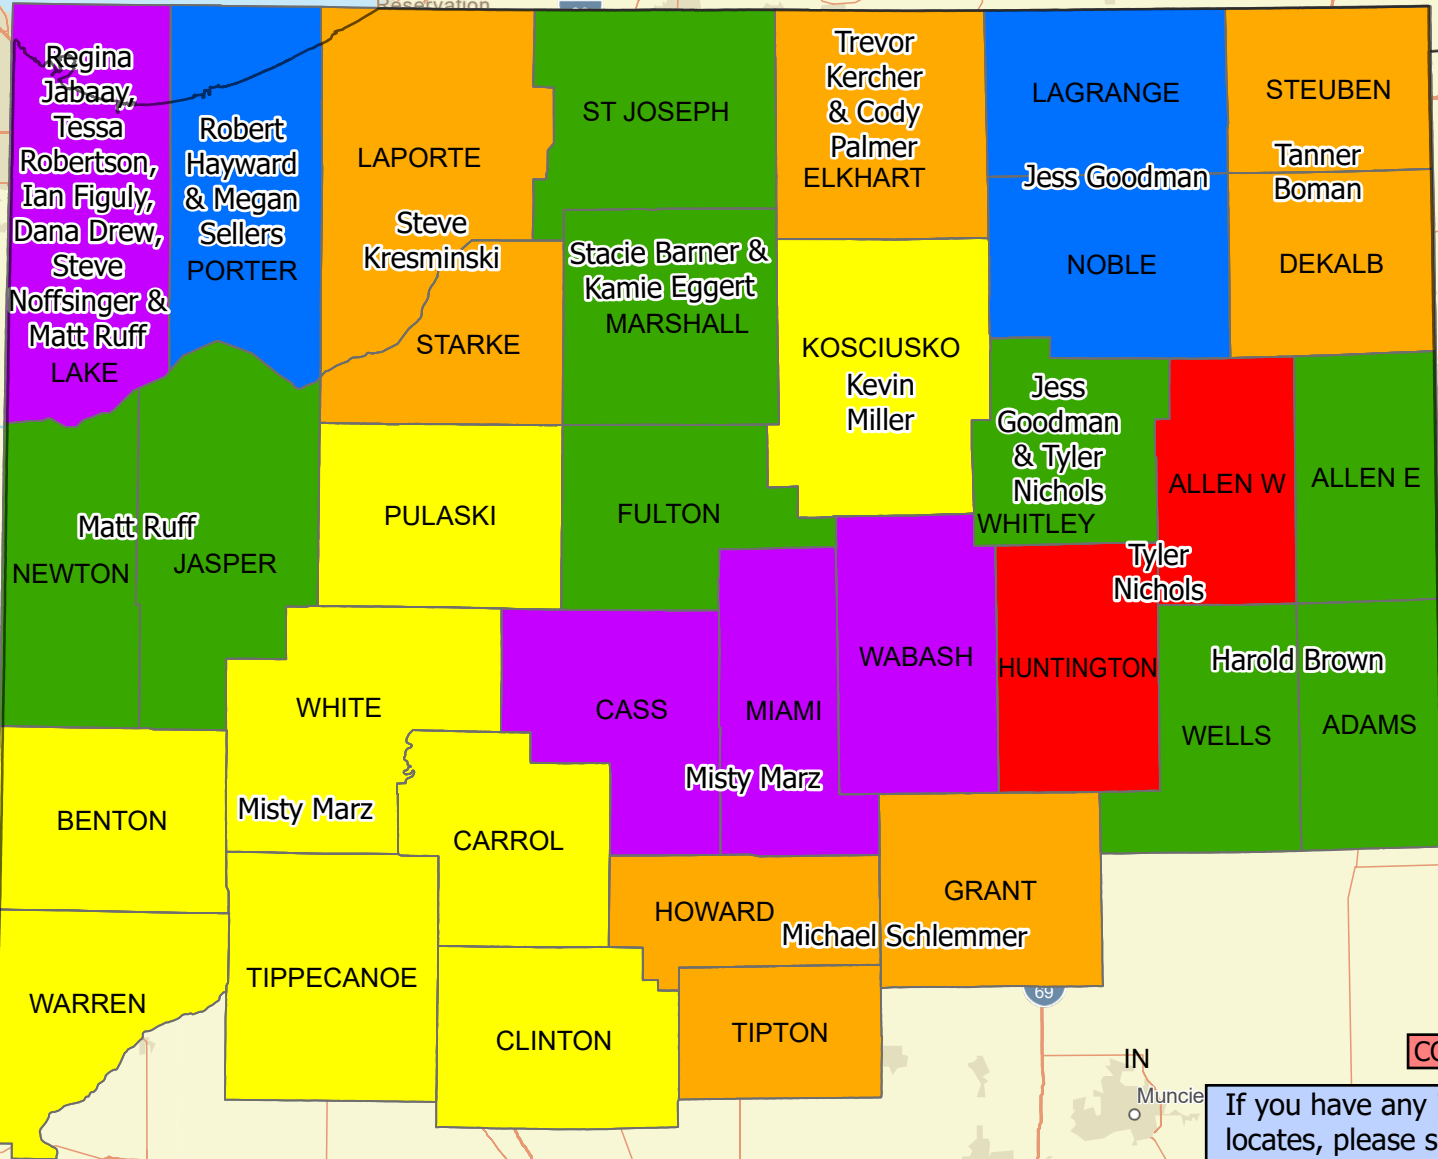 Reservation
Regina
Jabaay,
Tessa
Robertson,
Ian Figuly,
Dana Drew,
Steve
Noffsinger &
Matt Ruff
LAKE
Robert
Hayward
& Megan
Sellers
PORTER
LAPORTE
Steve
Kresminski
STARKE
ST JOSEPH
Stacie Barner &
Kamie Eggert
MARSHALL
Trevor
Kercher
& Cody
Palmer
ELKHART
LAGRANGE
Jess Goodman
NOBLE
STEUBEN
Tanner
Boman
DEKALB
KOSCIUSKO
Kevin
Miller
Jess
Goodman
& Tyler
Nichols
WHITLEY
ALLEN W
ALLEN E
Matt Ruff
NEWTON
JASPER
PULASKI
FULTON
Tyler
Nichols
HUNTINGTON
WABASH
Harold Brown
WELLS
ADAMS
WHITE
CASS
MIAMI
Misty Marz
Misty Marz
BENTON
CARROL
HOWARD
GRANT
Michael Schlemmer
WARREN
TIPPECANOE
CLINTON
TIPTON
69
IN
Muncie
If you have any
locates, please s